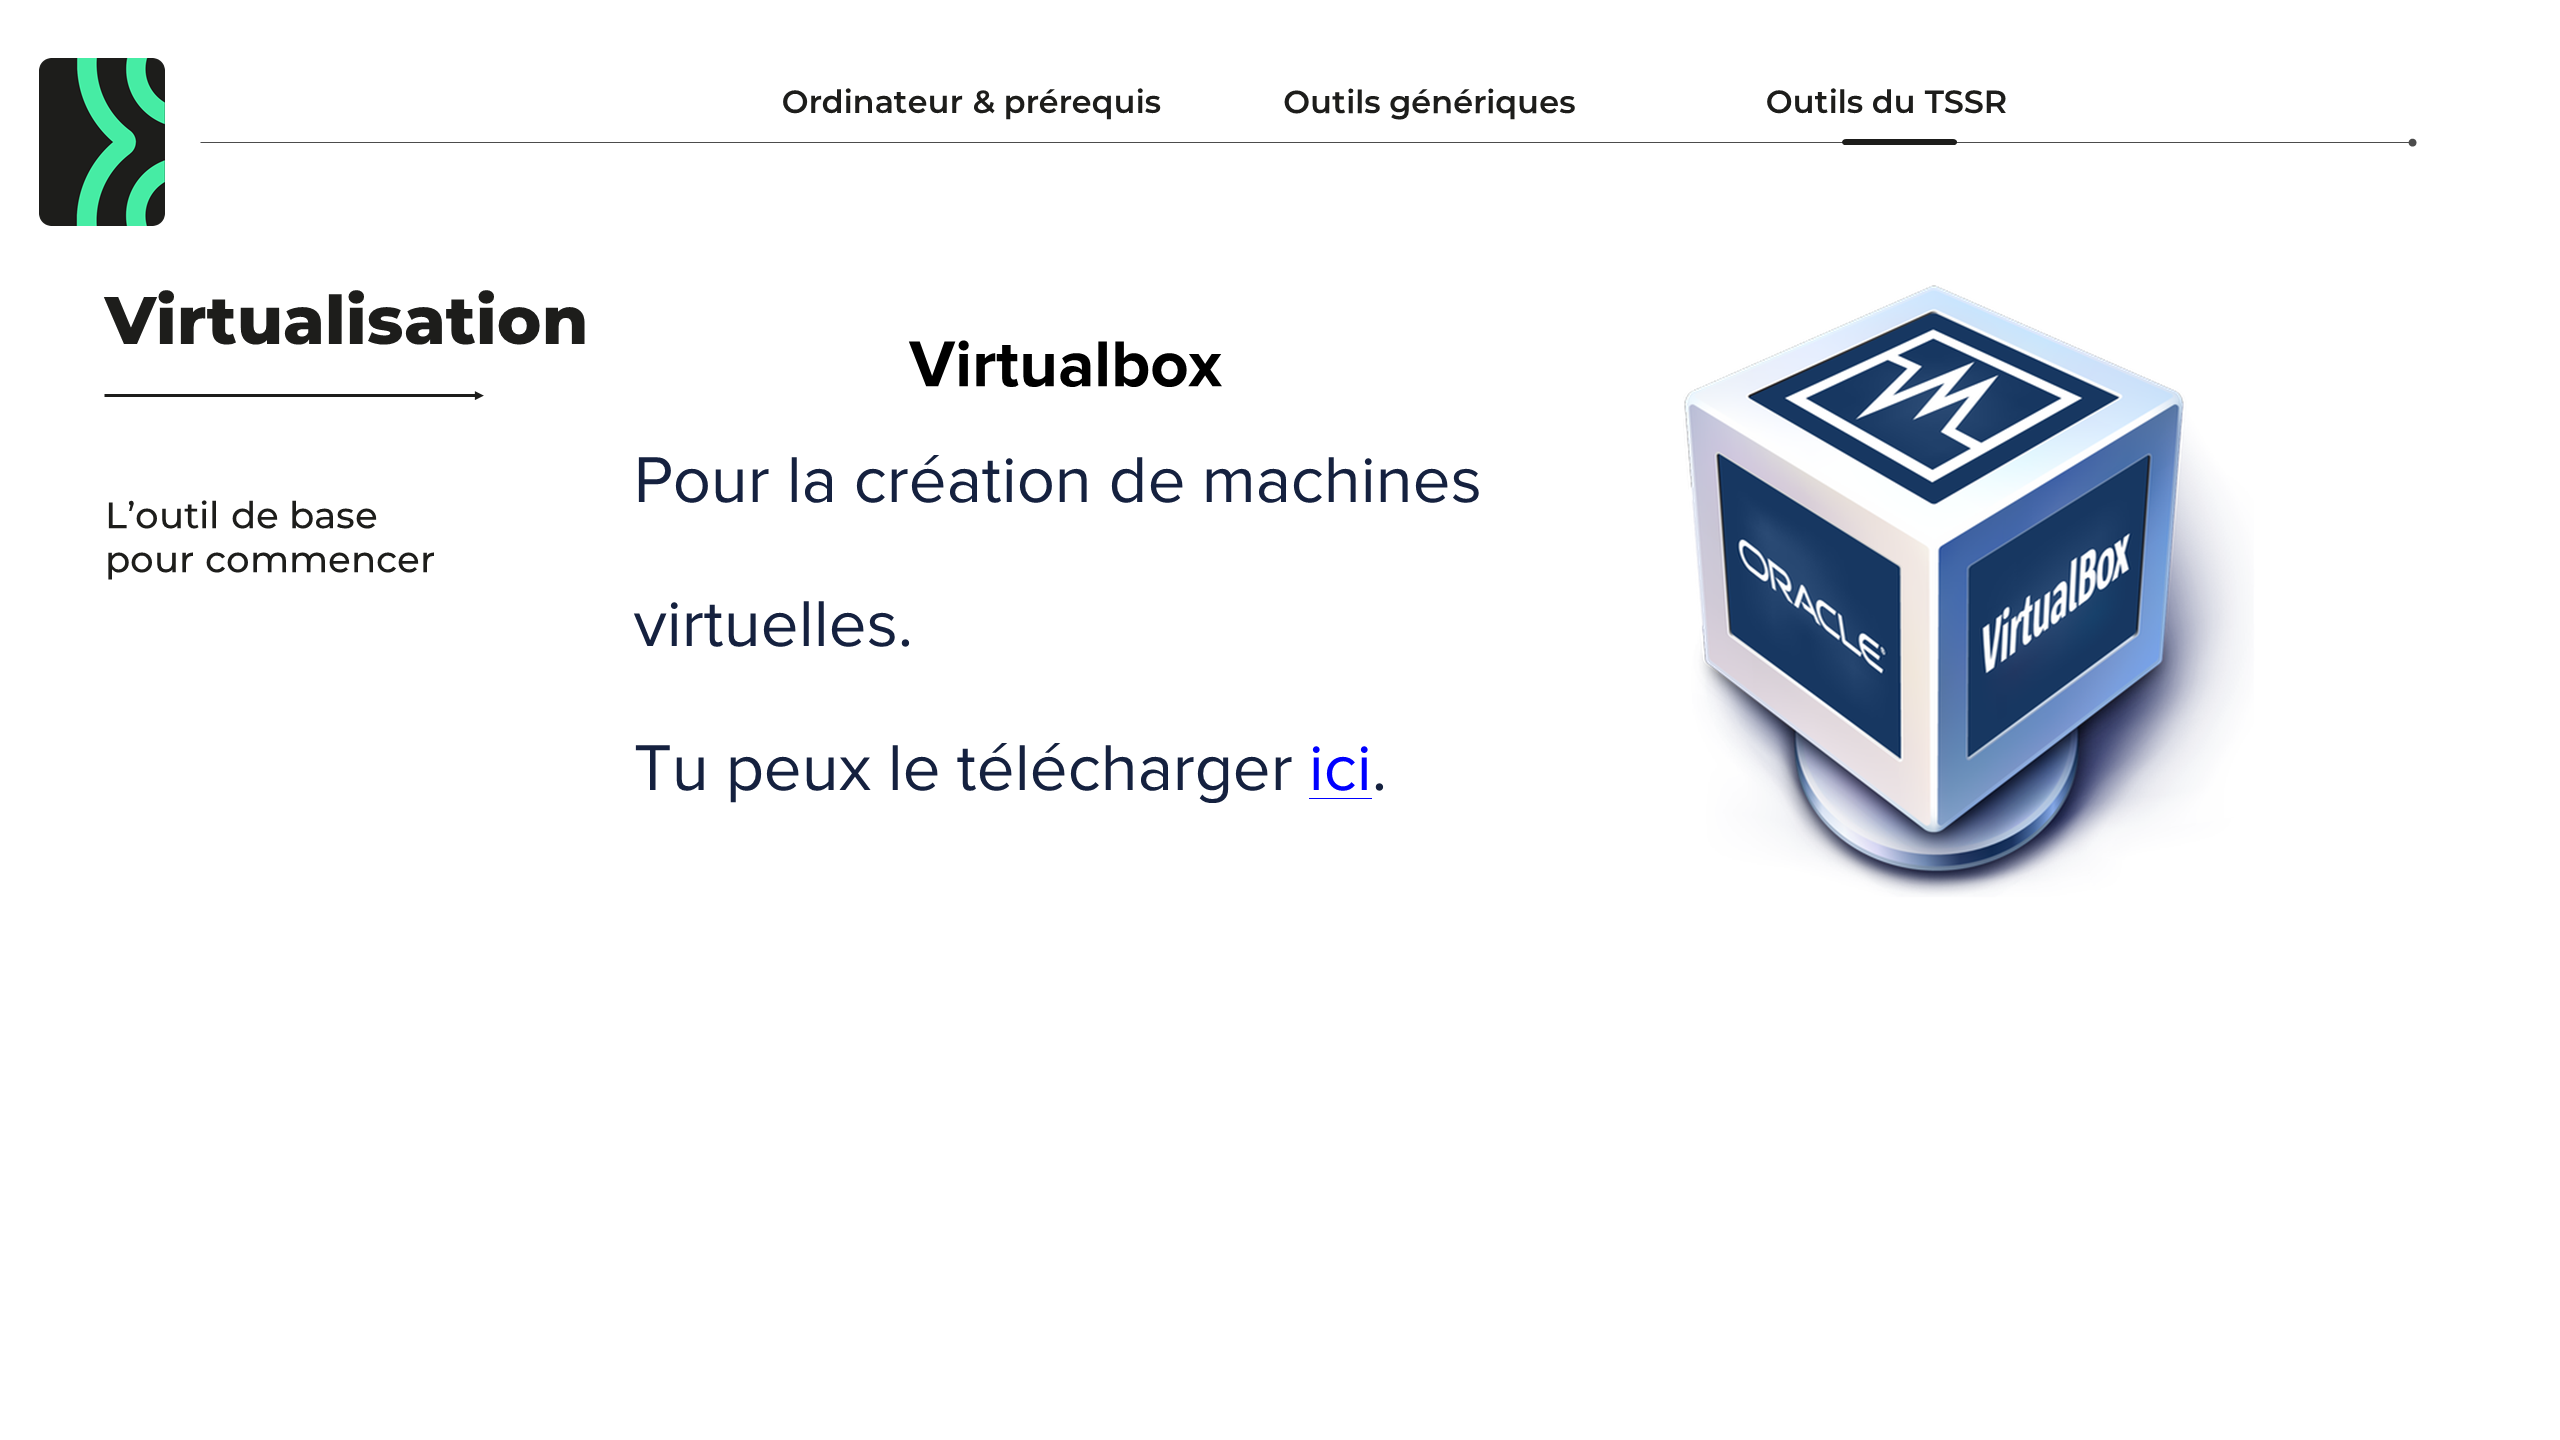 Ordinateur & prérequis
Outils génériques
Outils du TSSR
Virtualisation
L’outil de base
pour commencer
Virtualbox
Pour la création de machines
virtuelles.
Tu peux le télécharger ici.
ORACLE
VirtualBox